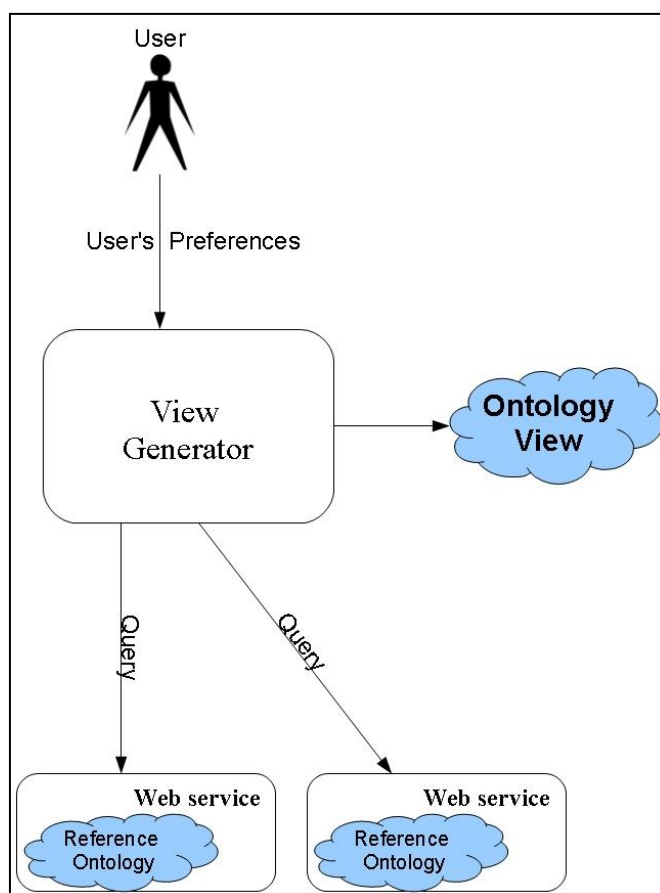 User
User's Preferences
View
Generator
Ontology
View
Query
Query
Web service
Reference
Ontology
Web service
Reference
Ontology